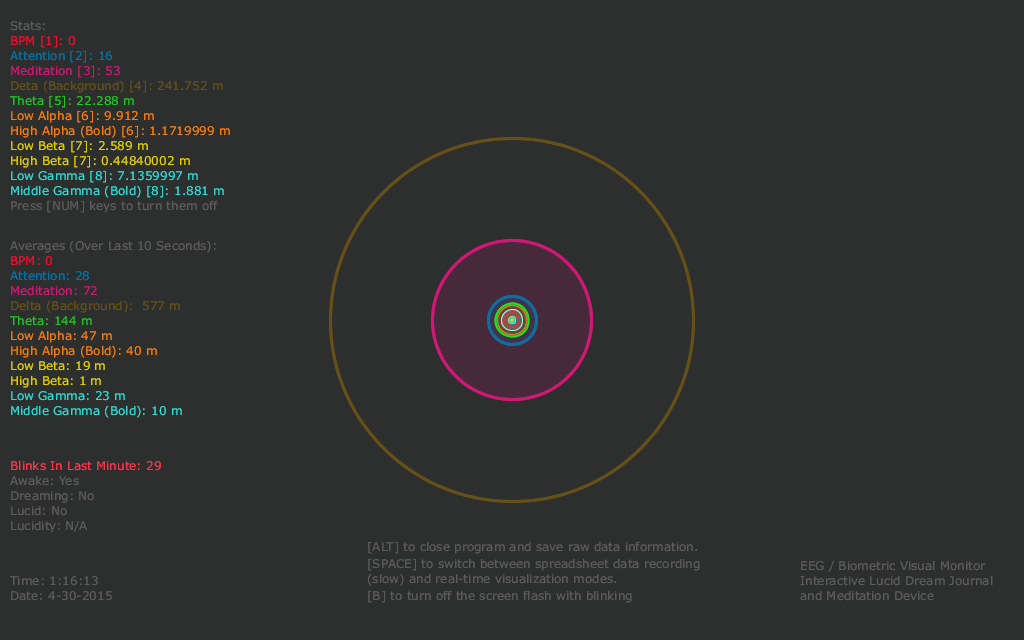 Stats:
BPM [1]: 0
Attention [2]: 16
Meditation [3]: 53
Deta (Background) [4]: 241.752 m
Theta [5]: 22.288 m
Low Alpha [6]: 9.912 m
High Alpha (Bold) [6]: 1.1719999 m
Low Beta [7]: 2.589 m
High Beta [7]: 0.44840002 m
Low Gamma [8]: 7.1359997 m
Middle Gamma (Bold) [8]: 1.881 m
Press [NUM] keys to turn them off
Averages (Over Last 10 Seconds):
BPM: 0
Attention: 28
Meditation: 72
Delta (Background):  577 m
Theta: 144 m
Low Alpha: 47 m
High Alpha (Bold): 40 m
Low Beta: 19 m
High Beta: 1 m
Low Gamma: 23 m
Middle Gamma (Bold): 10 m
Blinks In Last Minute: 29
Awake: Yes
Dreaming: No
Lucid: No
Lucidity: N/A
Time: 1:16:13
Date: 4-30-2015
[ALT] to close program and save raw data information.
[SPACE] to switch between spreadsheet data recording
(slow) and real-time visualization modes.
[B] to turn off the screen flash with blinking
EEG / Biometric Visual Monitor
Interactive Lucid Dream Journal
and Meditation Device